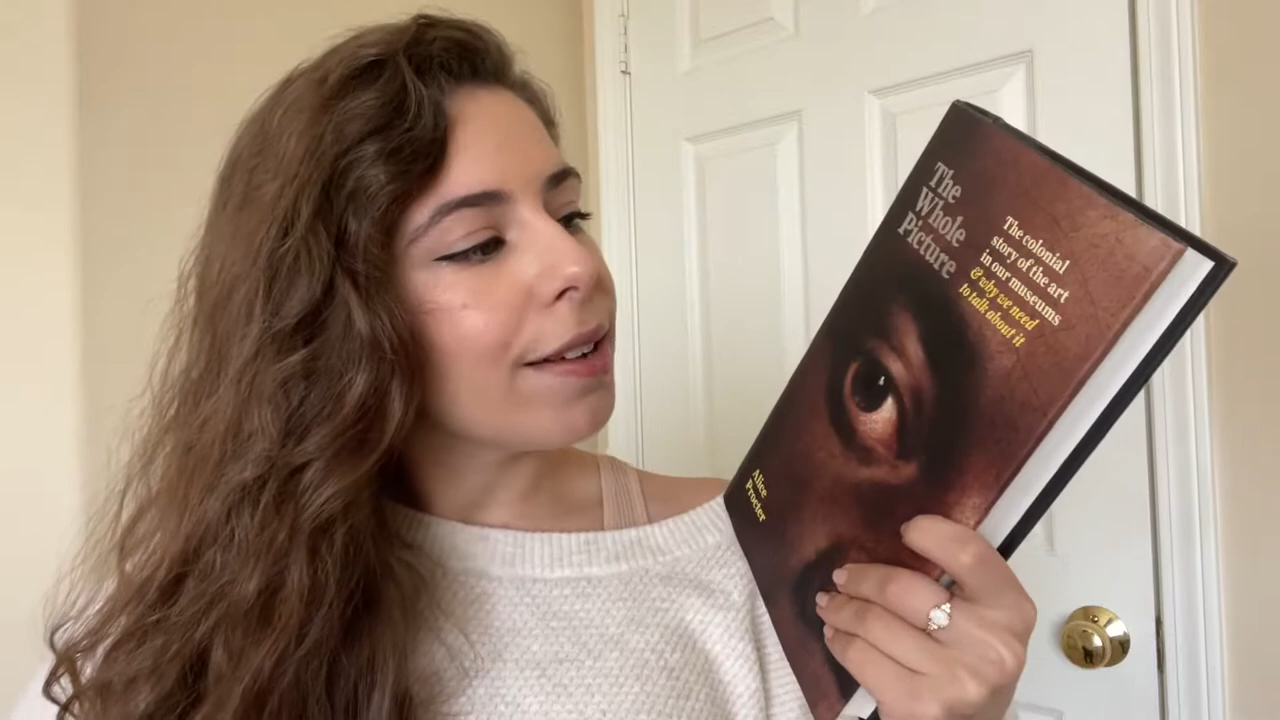 The
Whole
Picture
The colonial
story of the art
in our museums
& why we need
to talk about it
Alice
Procter